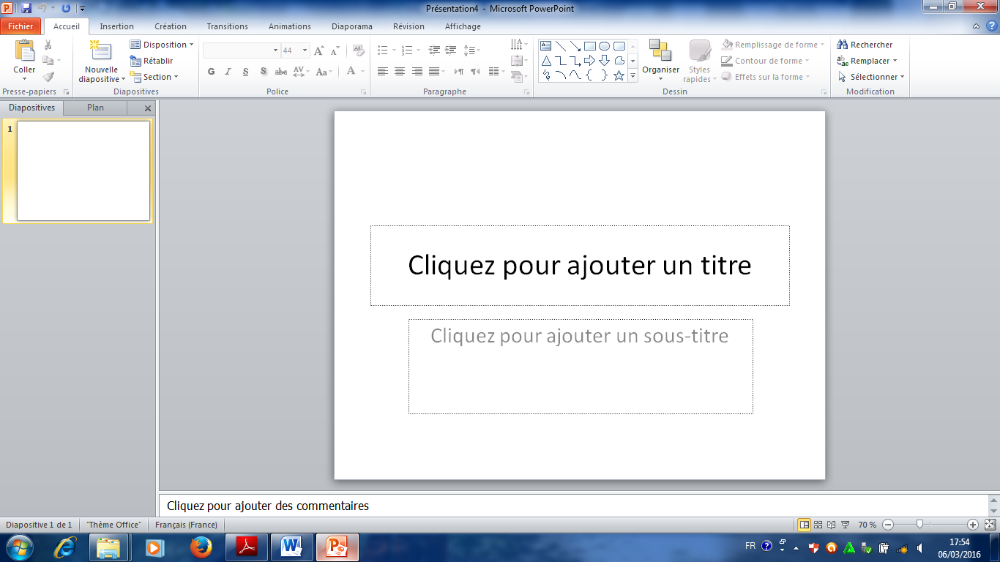 Présentation4 - Microsoft PowerPoint
Fichier Accueil Insertion Création Transitions Animations Diaporama Révision Affichage
Coller
Presse-papiers
Nouvelle diapositive
Disposition
Rétablir
Section
Diapositives
44
G I S S abc AV Aa A
Police
Paragraphe
Organiser
Styles rapides
Remplissage de forme
Contour de forme
Effets sur la forme
Dessin
Rechercher
Remplacer
Sélectionner
Modification
Diapositives Plan
1
Cliquez pour ajouter un titre
Cliquez pour ajouter un sous-titre
Cliquez pour ajouter des commentaires
Diapositive 1 de 1 "Thème Office" Français (France) 70 %
FR 17:54
06/03/2016